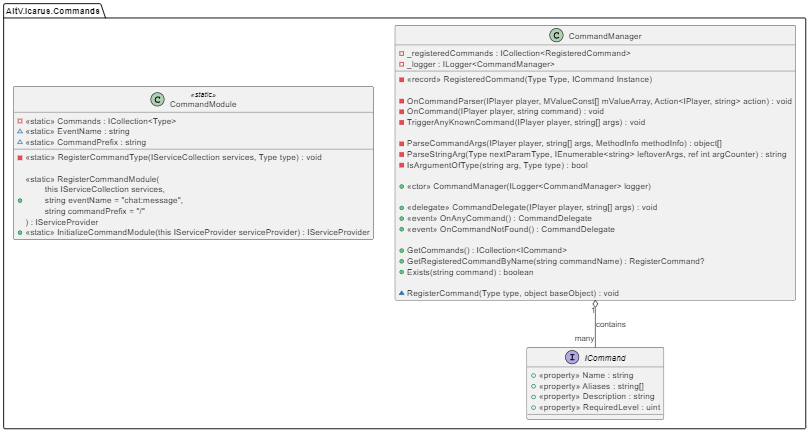 AltV.Icarus.Commands
«static»
C
CommandModule
«static» Commands : ICollection<Type>
«static» EventName : string
«static» CommandPrefix : string
«static» RegisterCommandType(IServiceCollection services, Type type) : void
«static» RegisterCommandModule(
this IServiceCollection services,
string eventName = "chat:message",
string commandPrefix = "/"
) : IServiceProvider
«static» InitializeCommandModule(this IServiceProvider serviceProvider) : IServiceProvider
C
CommandManager
_registeredCommands : ICollection<RegisteredCommand>
_logger : ILogger<CommandManager>
«record» RegisteredCommand(Type Type, ICommand Instance)
OnCommandParser(IPlayer player, MValueConst[] mValueArray, Action<IPlayer, string> action) : void
OnCommand(IPlayer player, string command) : void
TriggerAnyKnownCommand(IPlayer player, string[] args) : void
ParseCommandArgs(IPlayer player, string[] args, MethodInfo methodInfo) : object[]
ParseStringArg(Type nextParamType, IEnumerable<string> leftoverArgs, ref int argCounter) : string
IsArgumentOfType(string arg, Type type) : bool
«ctor» CommandManager(ILogger<CommandManager> logger)
«delegate» CommandDelegate(IPlayer player, string[] args) : void
«event» OnAnyCommand() : CommandDelegate
«event» OnCommandNotFound() : CommandDelegate
GetCommands() : ICollection<ICommand>
GetRegisteredCommandByName(string commandName) : RegisterCommand?
Exists(string command) : boolean
RegisterCommand(Type type, object baseObject) : void
1
contains
many
I
ICommand
«property» Name : string
«property» Aliases : string[]
«property» Description : string
«property» RequiredLevel : uint